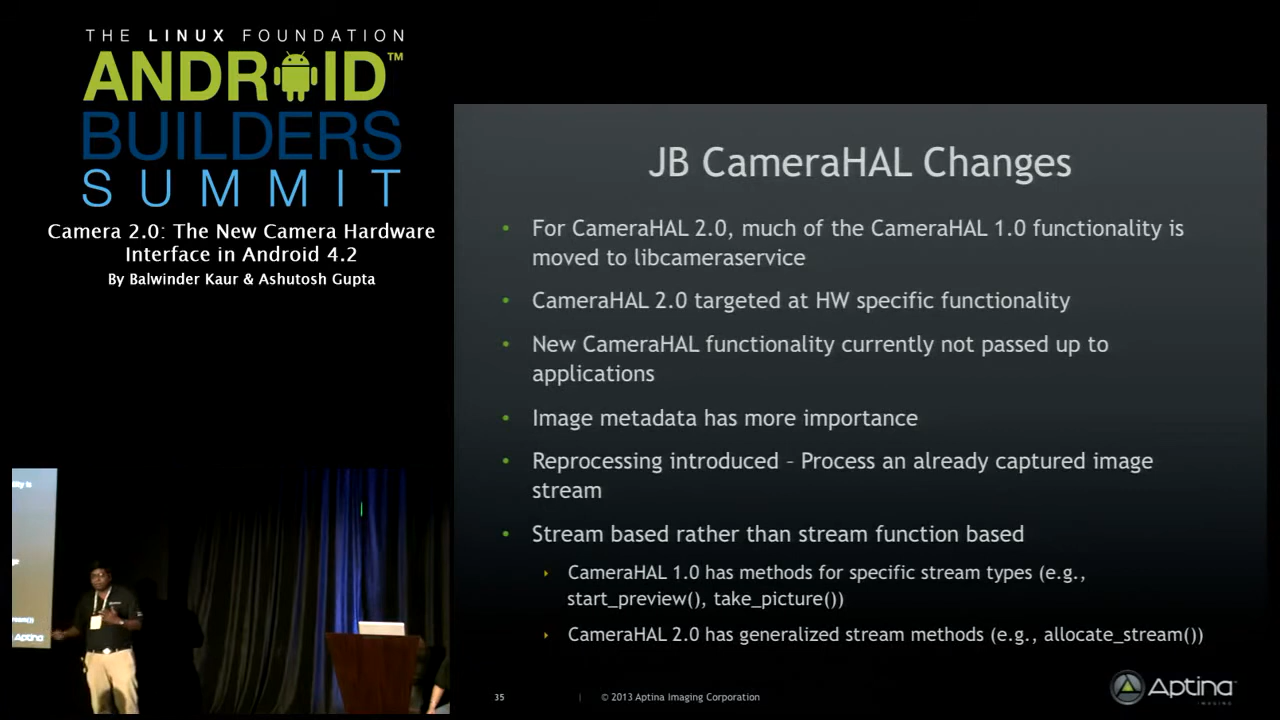 THE LINUX FOUNDATION
ANDROID™
BUILDERS
SUMMIT
Camera 2.0: The New Camera Hardware
Interface in Android 4.2
By Balwinder Kaur & Ashutosh Gupta
JB CameraHAL Changes
• For CameraHAL 2.0, much of the CameraHAL 1.0 functionality is
moved to libcameraservice
• CameraHAL 2.0 targeted at HW specific functionality
• New CameraHAL functionality currently not passed up to
applications
• Image metadata has more importance
• Reprocessing introduced – Process an already captured image
stream
• Stream based rather than stream function based
CameraHAL 1.0 has methods for specific stream types (e.g.,
start_preview(), take_picture())
CameraHAL 2.0 has generalized stream methods (e.g., allocate_stream())
35 | © 2013 Aptina Imaging Corporation
Aptina
IMAGING
Aptina